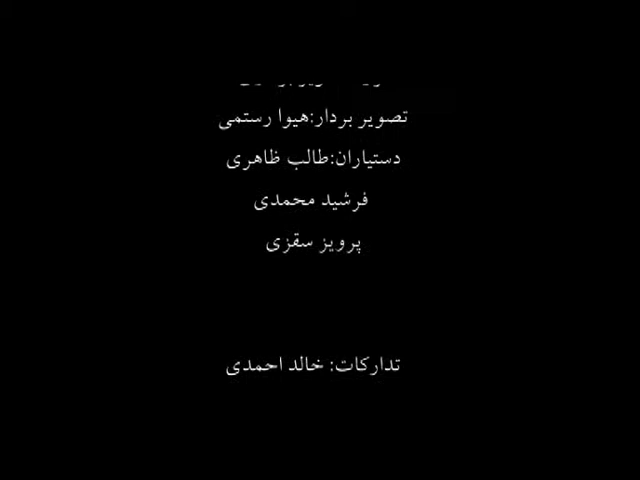 تصویر بردار:هیوا رستمی
دستیاران:طالب ظاهری
فرشید محمدی
پرویز سقزی
تدارکات: خالد احمدی